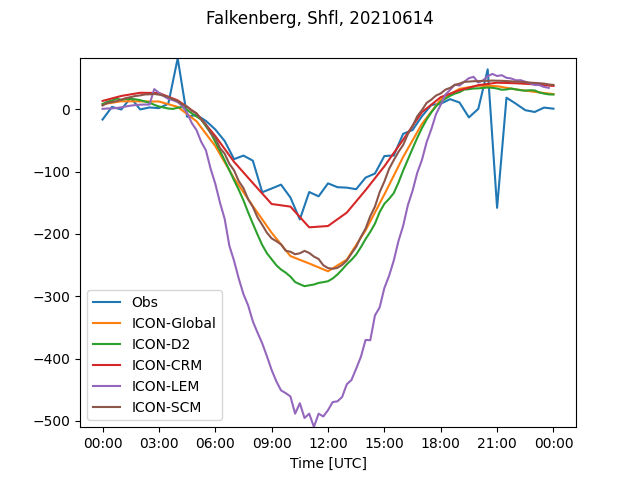 Falkenberg, Shfl, 20210614
0
−100
−200
−300
−400
−500
Obs
ICON-Global
ICON-D2
ICON-CRM
ICON-LEM
ICON-SCM
00:00 03:00 06:00 09:00 12:00 15:00 18:00 21:00 00:00
Time [UTC]